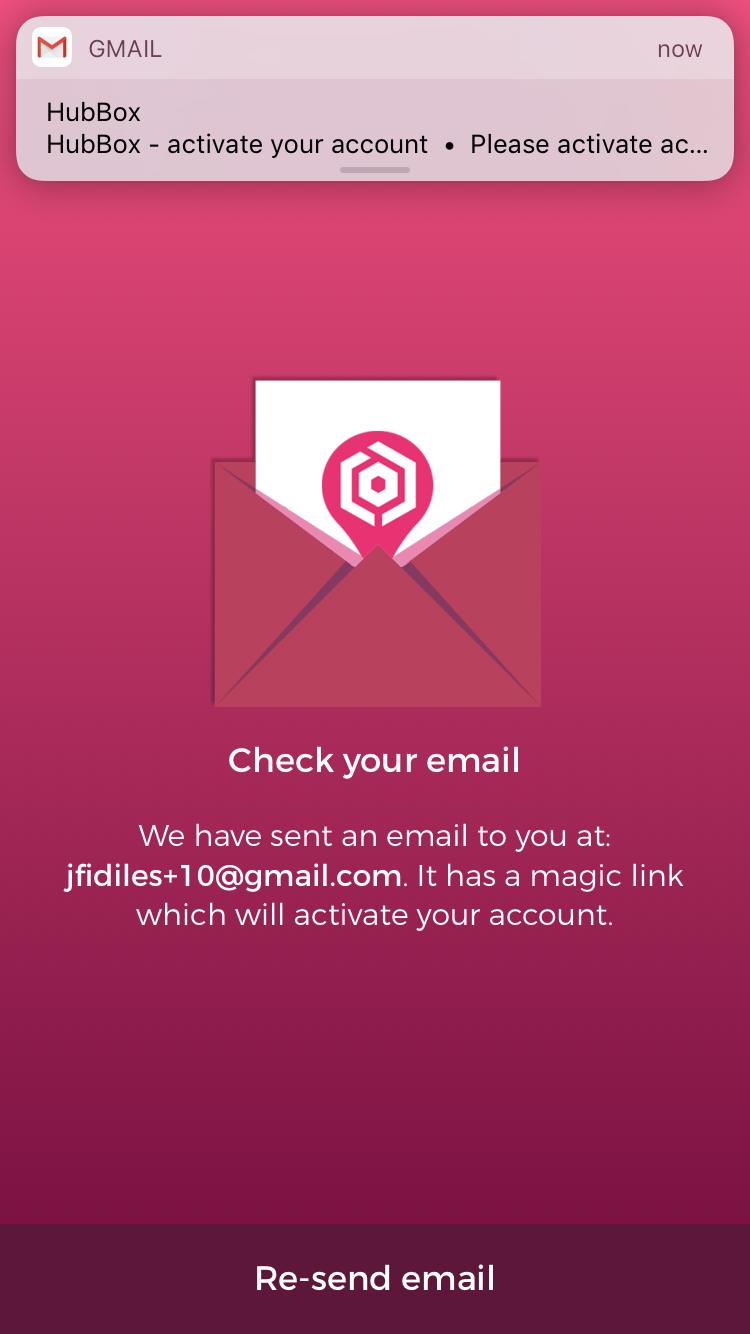 GMAIL now
HubBox
HubBox - activate your account • Please activate ac...
Check your email
We have sent an email to you at:
jfidiles+10@gmail.com. It has a magic link
which will activate your account.
Re-send email